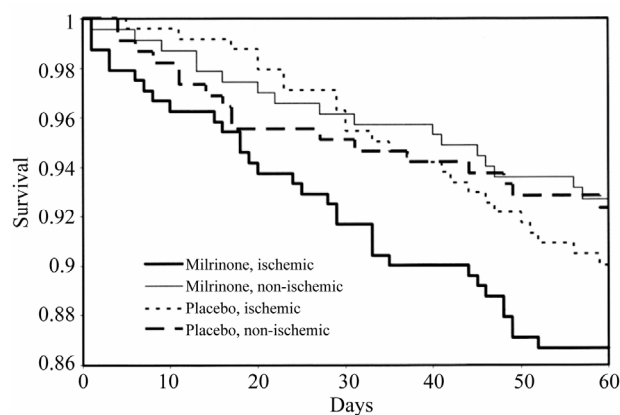 1
0.98
0.96
0.94
0.92
0.9
0.88
0.86
Survival
Milrinone, ischemic
Milrinone, non-ischemic
Placebo, ischemic
Placebo, non-ischemic
0 10 20 30 40 50 60
Days